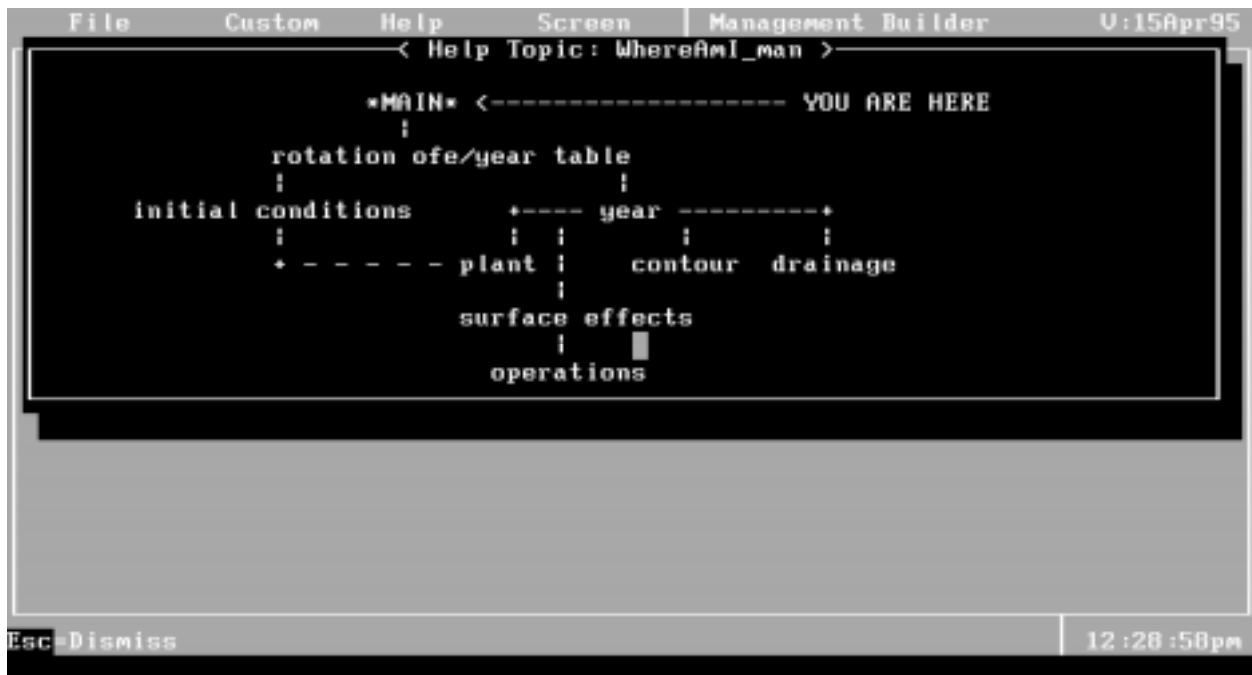 File Custom Help Screen | Management Builder V:15Apr95
< Help Topic: WhereAmI_man >
*MAIN* <------------------- YOU ARE HERE
rotation ofe/year table
initial conditions +---- year ---------+
+ - - - - - plant contour drainage
surface effects
operations
Esc=Dismiss 12:28:58pm